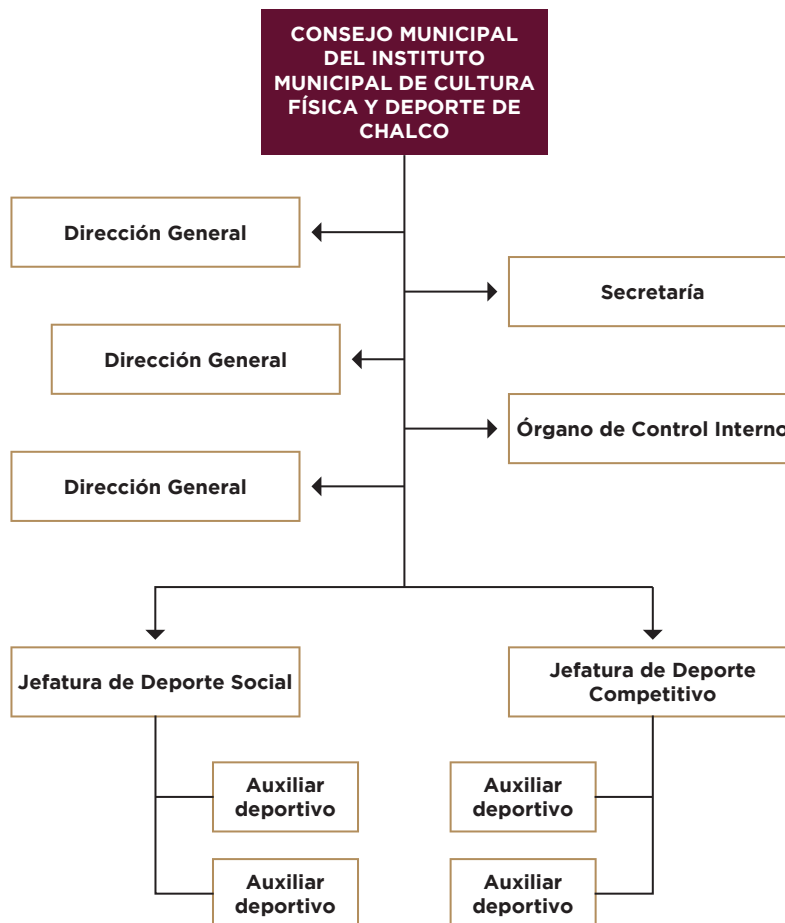 CONSEJO MUNICIPAL
DEL INSTITUTO
MUNICIPAL DE CULTURA
FÍSICA Y DEPORTE DE
CHALCO
Dirección General
Secretaría
Dirección General
Órgano de Control Interno
Dirección General
Jefatura de Deporte Social
Jefatura de Deporte
Competitivo
Auxiliar
deportivo
Auxiliar
deportivo
Auxiliar
deportivo
Auxiliar
deportivo